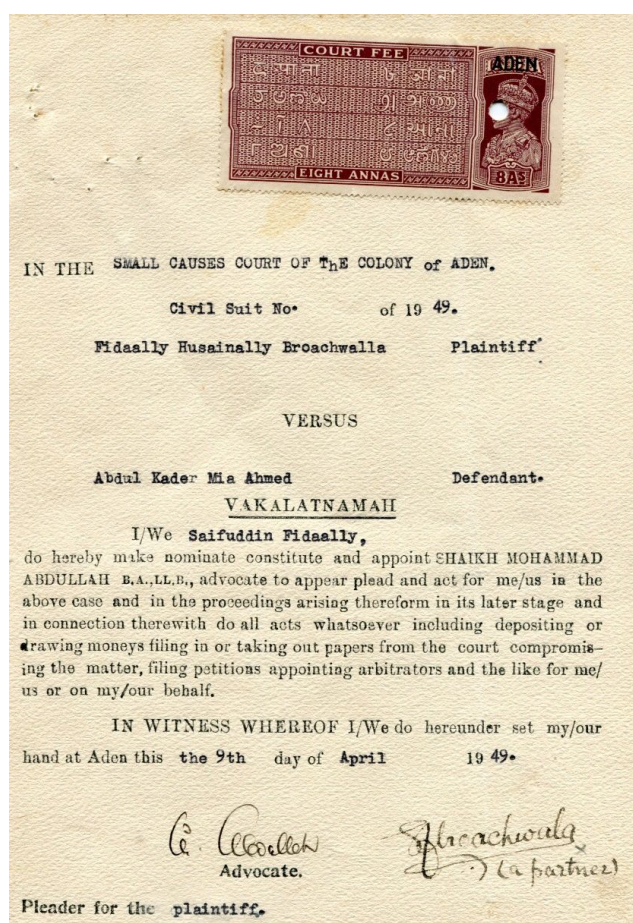 COURT FEE
ADEN
EIGHT ANNAS
8 As
IN THE SMALL CAUSES COURT OF ThE COLONY of ADEN.
Civil Suit No. of 19 49.
Fidaally Husainally Broachwalla Plaintiff
VERSUS
Abdul Kader Mia Ahmed Defendant.
VAKALATNAMAH
I/We Saifuddin Fidaally,
do hereby make nominate constitute and appoint SHAIKH MOHAMMAD
ABDULLAH B.A.,LL.B., advocate to appear plead and act for me/us in the
above case and in the proceedings arising thereform in its later stage and
in connection therewith do all acts whatsoever including depositing or
drawing moneys filing in or taking out papers from the court compromis-
ing the matter, filing petitions appointing arbitrators and the like for me/
us or on my/our behalf.
IN WITNESS WHEREOF I/We do hereunder set my/our
hand at Aden this the 9th day of April 19 49.
Broachwala
Advocate. (a partner)
Pleader for the plaintiff.